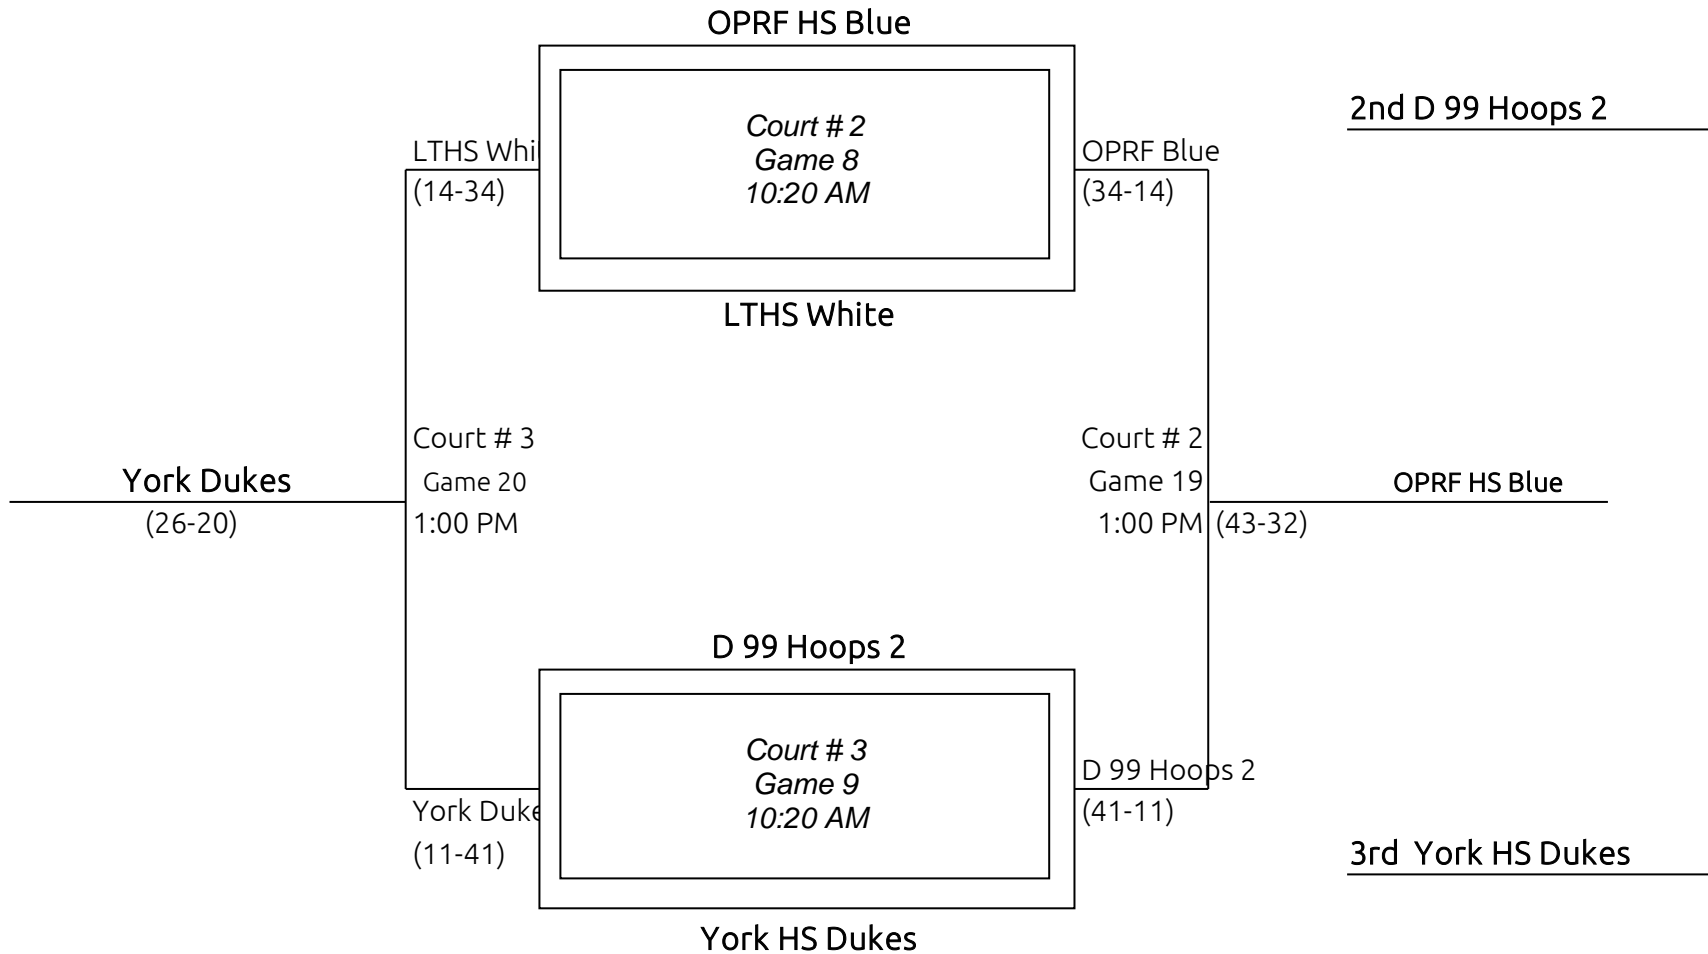 OPRF HS Blue
2nd D 99 Hoops 2
Court # 2
Game 8
10:20 AM
LTHS Whi
(14-34)
OPRF Blue
(34-14)
LTHS White
Court # 3
Game 20
1:00 PM
Court # 2
Game 19
1:00 PM
York Dukes
(26-20)
OPRF HS Blue
(43-32)
D 99 Hoops 2
Court # 3
Game 9
10:20 AM
D 99 Hoops 2
(41-11)
York Duke
(11-41)
3rd  York HS Dukes
York HS Dukes